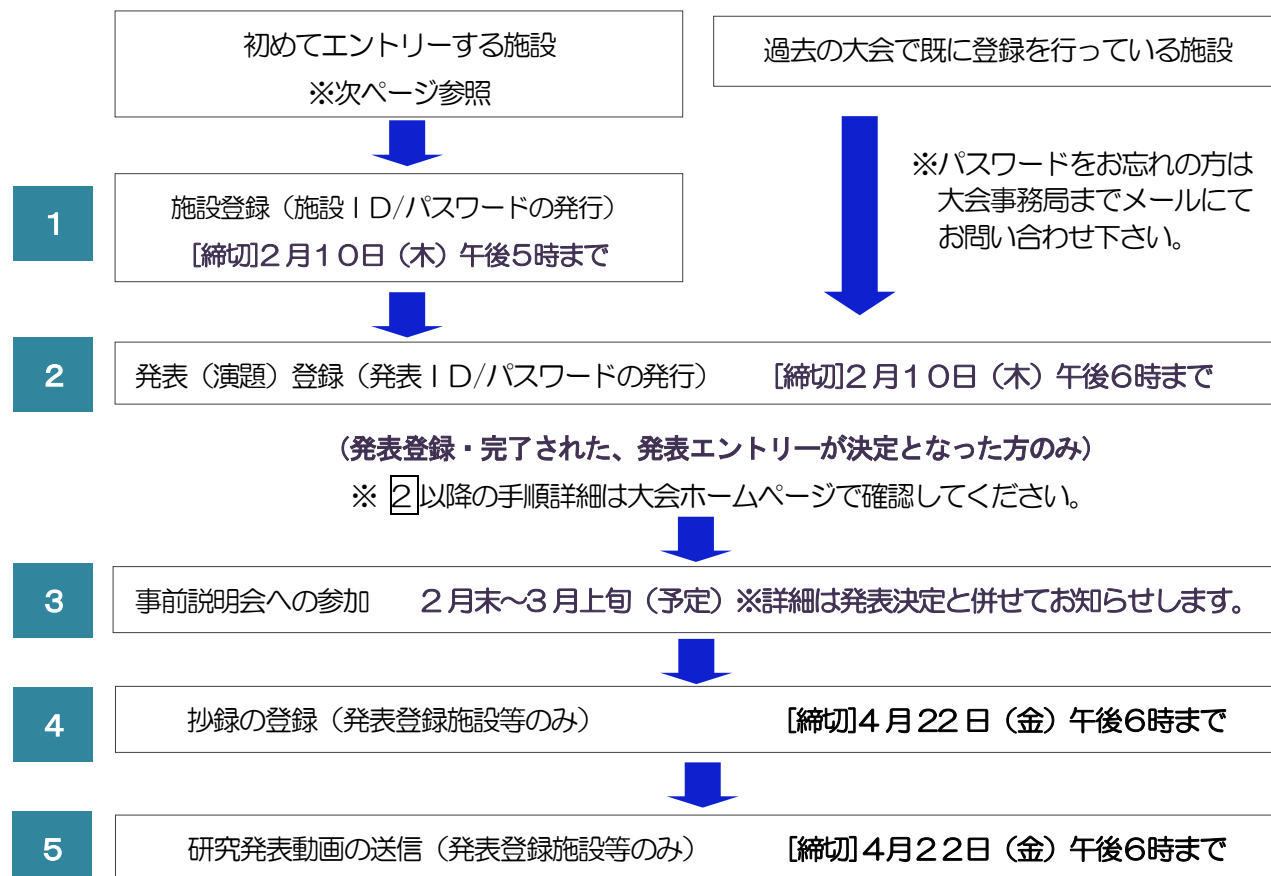 初めてエントリーする施設
※次ページ参照
過去の大会で既に登録を行っている施設
※パスワードをお忘れの方は
大会事務局までメールにて
お問い合わせ下さい。
1
施設登録（施設ＩＤ/パスワードの発行）
[締切]２月１０日（木）午後５時まで
2
発表（演題）登録（発表ＩＤ/パスワードの発行） [締切]２月１０日（木）午後６時まで
（発表登録・完了された、発表エントリーが決定となった方のみ）
※ 2以降の手順詳細は大会ホームページで確認してください。
3
事前説明会への参加 ２月末～３月上旬（予定）※詳細は発表決定と併せてお知らせします。
4
抄録の登録（発表登録施設等のみ） [締切]４月22日（金）午後６時まで
5
研究発表動画の送信（発表登録施設等のみ） [締切]４月２２日（金）午後６時まで